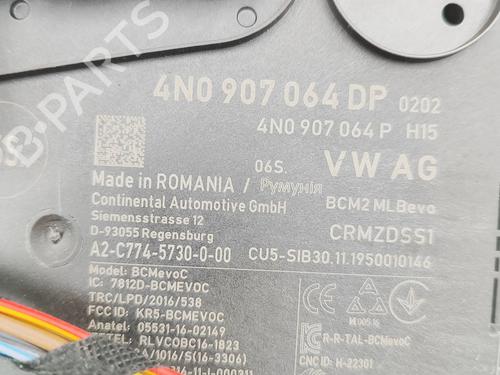 4N0 907 064 DP 0202
4N0 907 064 P H15
06S. VW AG
Made in ROMANIA / Румунія
BCM2 MLBevo
Continental Automotive GmbH
Siemensstrasse 12
CRMZDSS1
D-93055 Regensburg
A2-C774-5730-0-00 CU5-SIB30.11.1950010146
Model: BCMevoC
IC: 7812D-BCMEVOC
TRC/LPD/2016/538
FCC ID: KR5-BCMEVOC
Anatel: 05531-16-02149
RLVCOBC16-1823
/1016/S(16-3306)
R-R-TAL-BCMevoC
CNC ID: H-22301
B-Parts